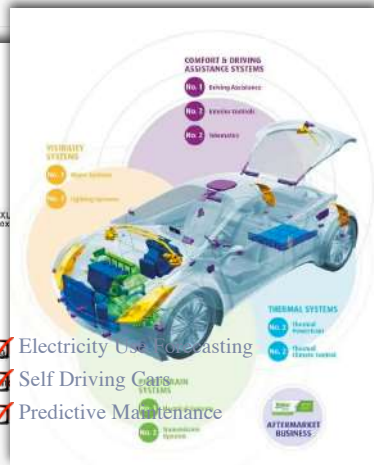 COMFORT & DRIVING
ASSISTANCE SYSTEMS
No. 1 Driving Assistance
No. 2 Interior Controls
No. 2 Telematics
VISIBILITY
SYSTEMS
No. 1 Wiper Systems
Lighting Systems
THERMAL SYSTEMS
No. 2 Thermal
Powertrain
No. 2 Thermal
climate control
Electricity Use Forecasting
Self Driving Cars
SYSTEMS
Predictive Maintenance
No. 2 Transmission
Systems
AFTERMARKET
BUSINESS